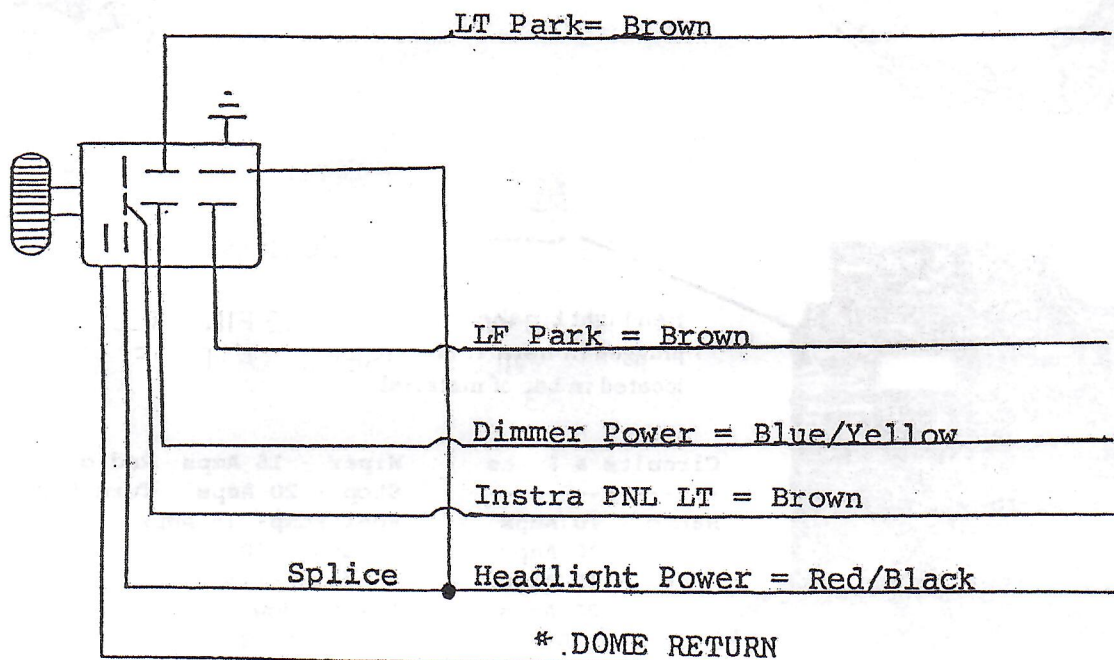 LT Park= Brown
LF Park = Brown
Dimmer Power = Blue/Yellow
Instra PNL LT = Brown
Splice Headlight Power = Red/Black
* .DOME RETURN